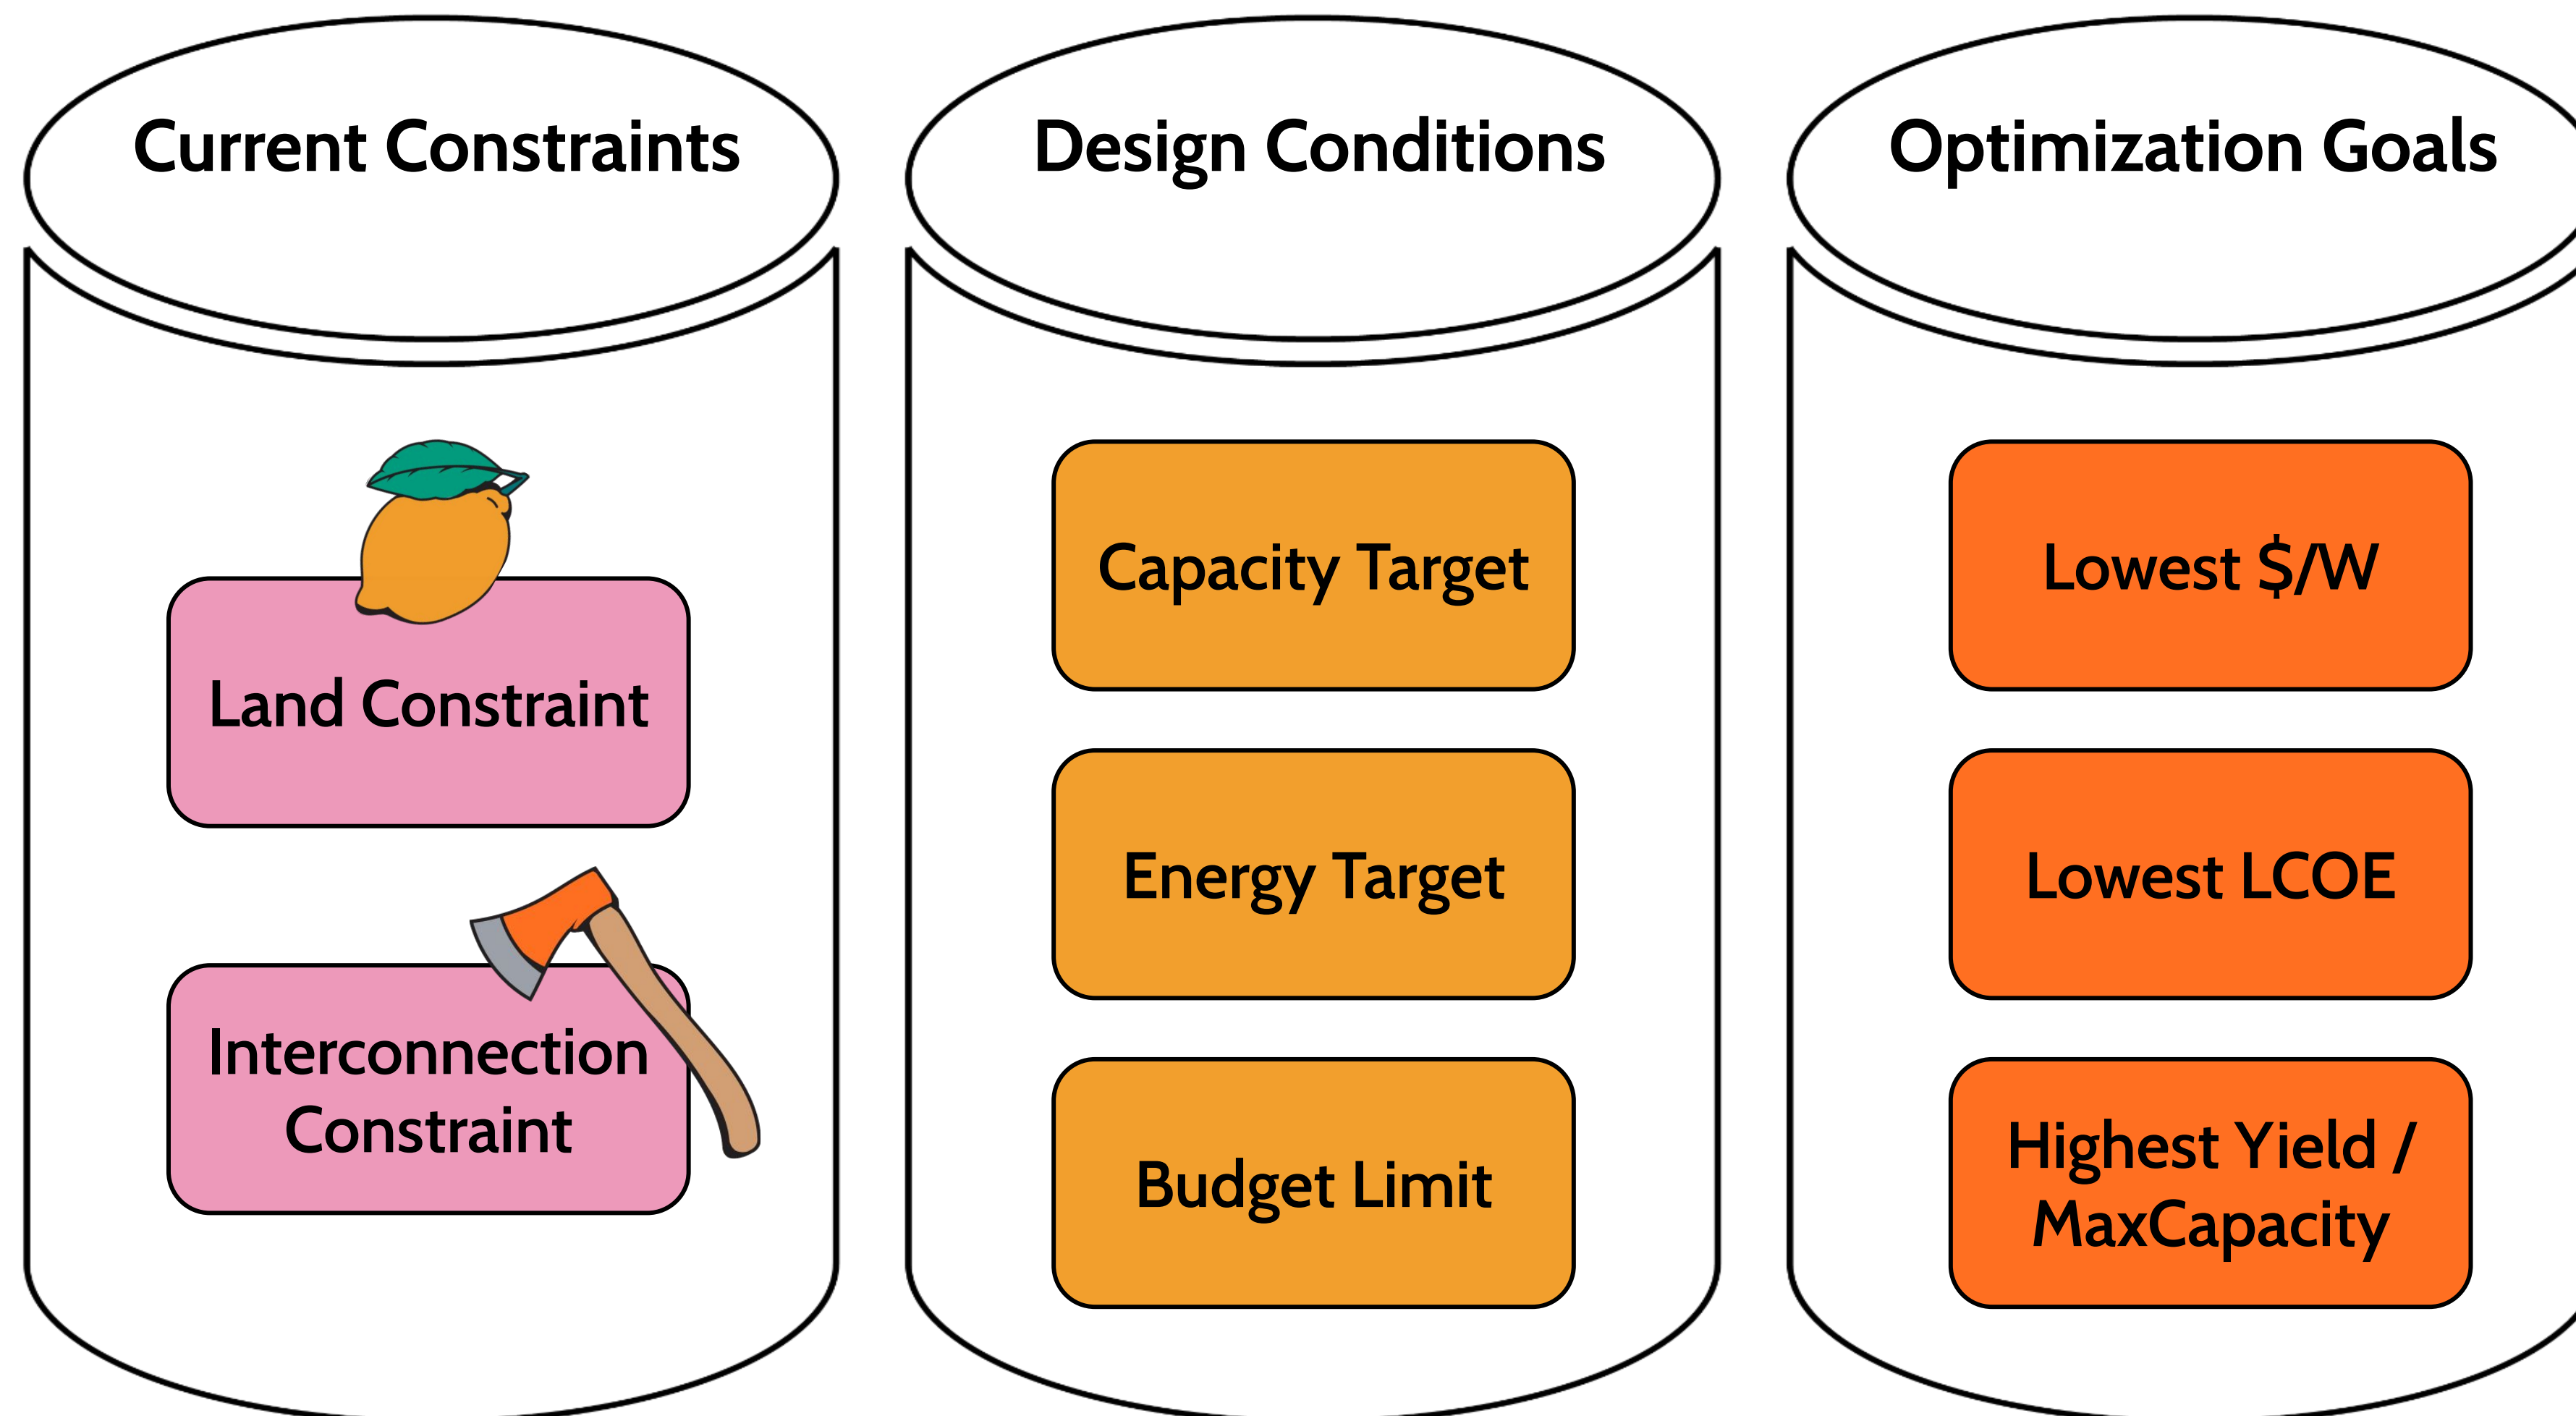 Current Constraints
Land Constraint
Interconnection
Constraint
Design Conditions
Capacity Target
Energy Target
Budget Limit
Optimization Goals
Lowest $/W
Lowest LCOE
Highest Yield /
MaxCapacity